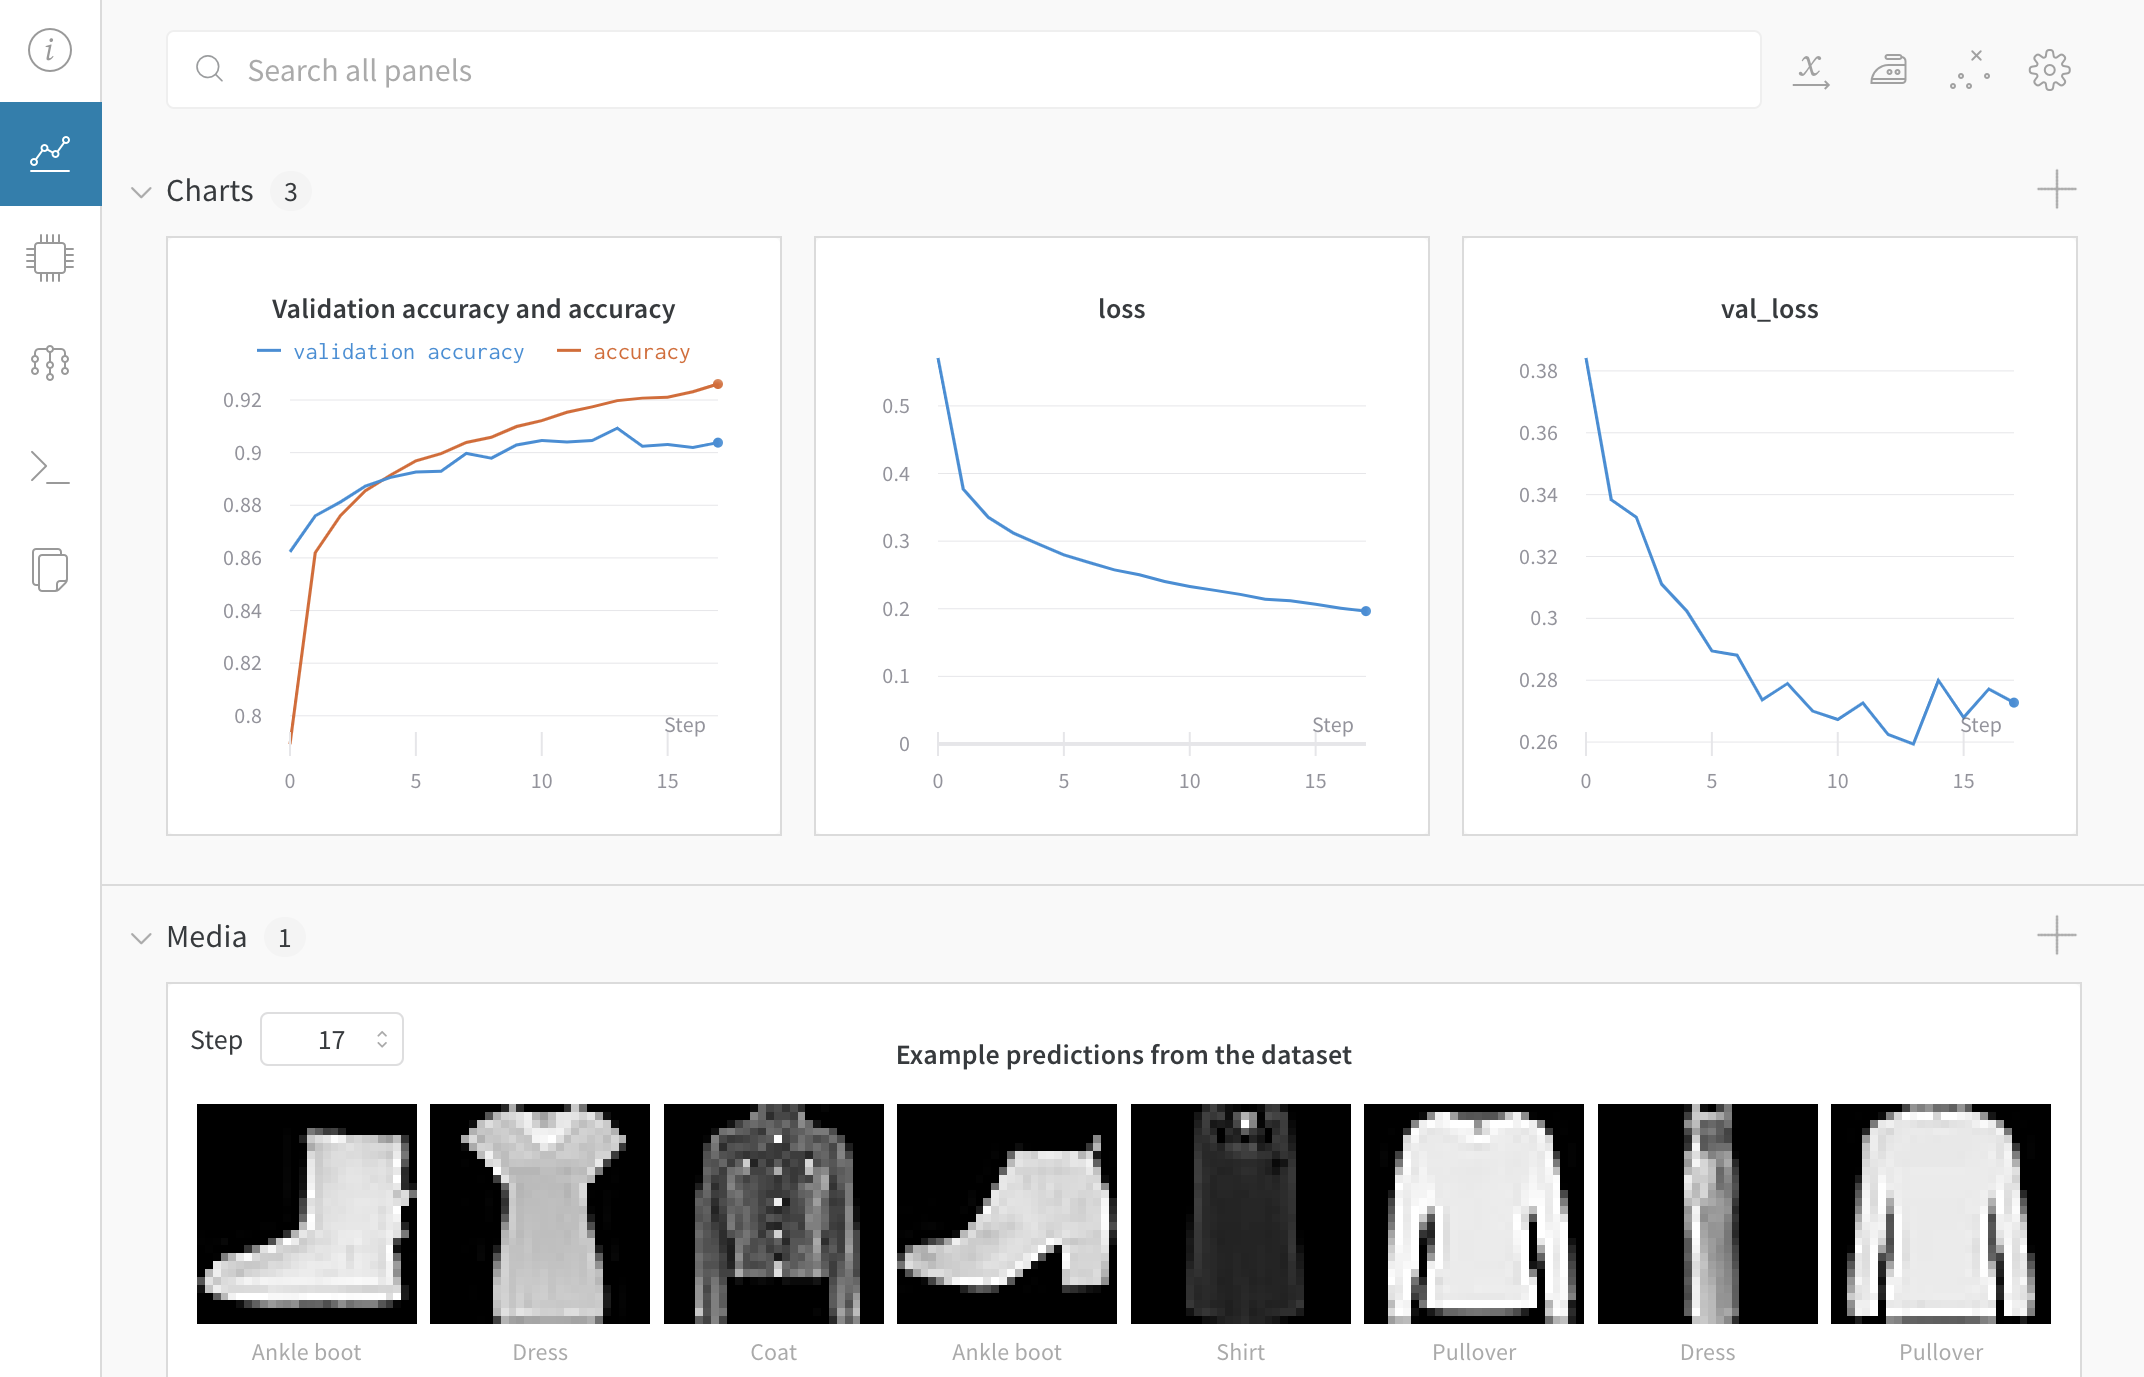 Search all panels
Charts 3
Validation accuracy and accuracy
validation accuracy accuracy
0.92
0.9
0.88
0.86
0.84
0.82
0.8
Step
0 5 10 15
loss
0.5
0.4
0.3
0.2
0.1
0
Step
0 5 10 15
val_loss
0.38
0.36
0.34
0.32
0.3
0.28
0.26
Step
0 5 10 15
Media 1
Step 17
Example predictions from the dataset
Ankle boot Dress Coat Ankle boot Shirt Pullover Dress Pullover